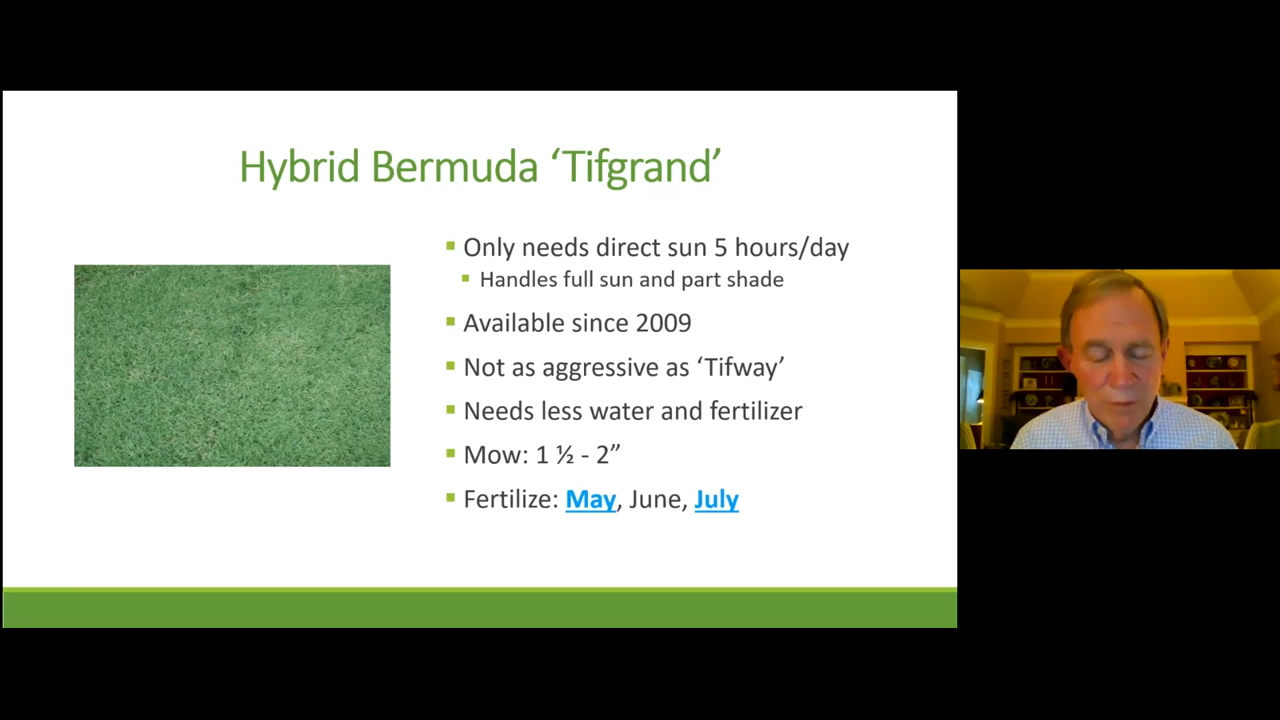 Hybrid Bermuda ‘Tifgrand’
Only needs direct sun 5 hours/day
Handles full sun and part shade
Available since 2009
Not as aggressive as ‘Tifway’
Needs less water and fertilizer
Mow: 1 ½ - 2”
Fertilize: May, June, July